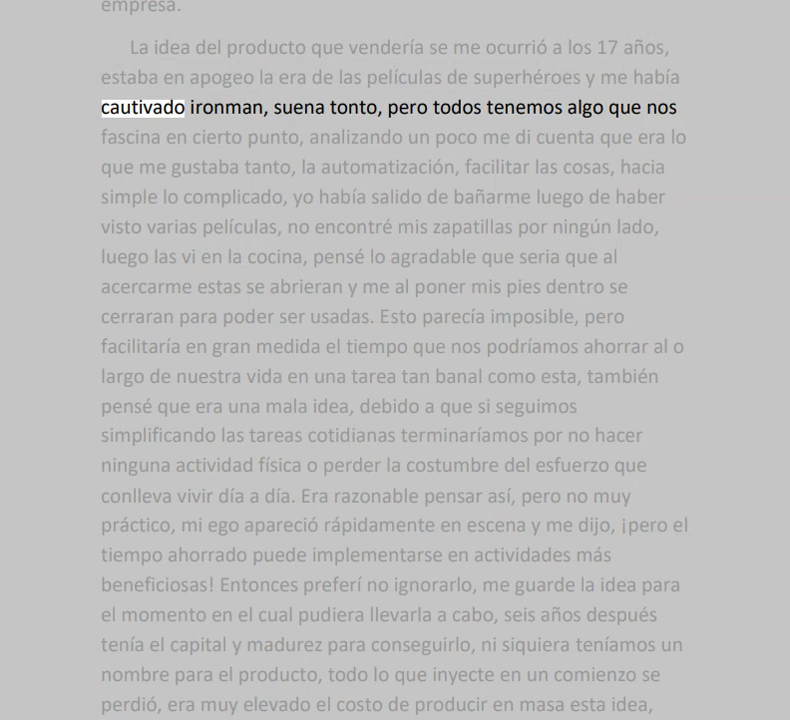 empresa.
La idea del producto que vendería se me ocurrió a los 17 años,
estaba en apogeo la era de las películas de superhéroes y me había
cautivado ironman, suena tonto, pero todos tenemos algo que nos
fascina en cierto punto, analizando un poco me di cuenta que era lo
que me gustaba tanto, la automatización, facilitar las cosas, hacia
simple lo complicado, yo había salido de bañarme luego de haber
visto varias películas, no encontré mis zapatillas por ningún lado,
luego las vi en la cocina, pensé lo agradable que seria que al
acercarme estas se abrieran y me al poner mis pies dentro se
cerraran para poder ser usadas. Esto parecía imposible, pero
facilitaría en gran medida el tiempo que nos podríamos ahorrar al o
largo de nuestra vida en una tarea tan banal como esta, también
pensé que era una mala idea, debido a que si seguimos
simplificando las tareas cotidianas terminaríamos por no hacer
ninguna actividad física o perder la costumbre del esfuerzo que
conlleva vivir día a día. Era razonable pensar así, pero no muy
práctico, mi ego apareció rápidamente en escena y me dijo, ¡pero el
tiempo ahorrado puede implementarse en actividades más
beneficiosas! Entonces preferí no ignorarlo, me guarde la idea para
el momento en el cual pudiera llevarla a cabo, seis años después
tenía el capital y madurez para conseguirlo, ni siquiera teníamos un
nombre para el producto, todo lo que inyecte en un comienzo se
perdió, era muy elevado el costo de producir en masa esta idea,